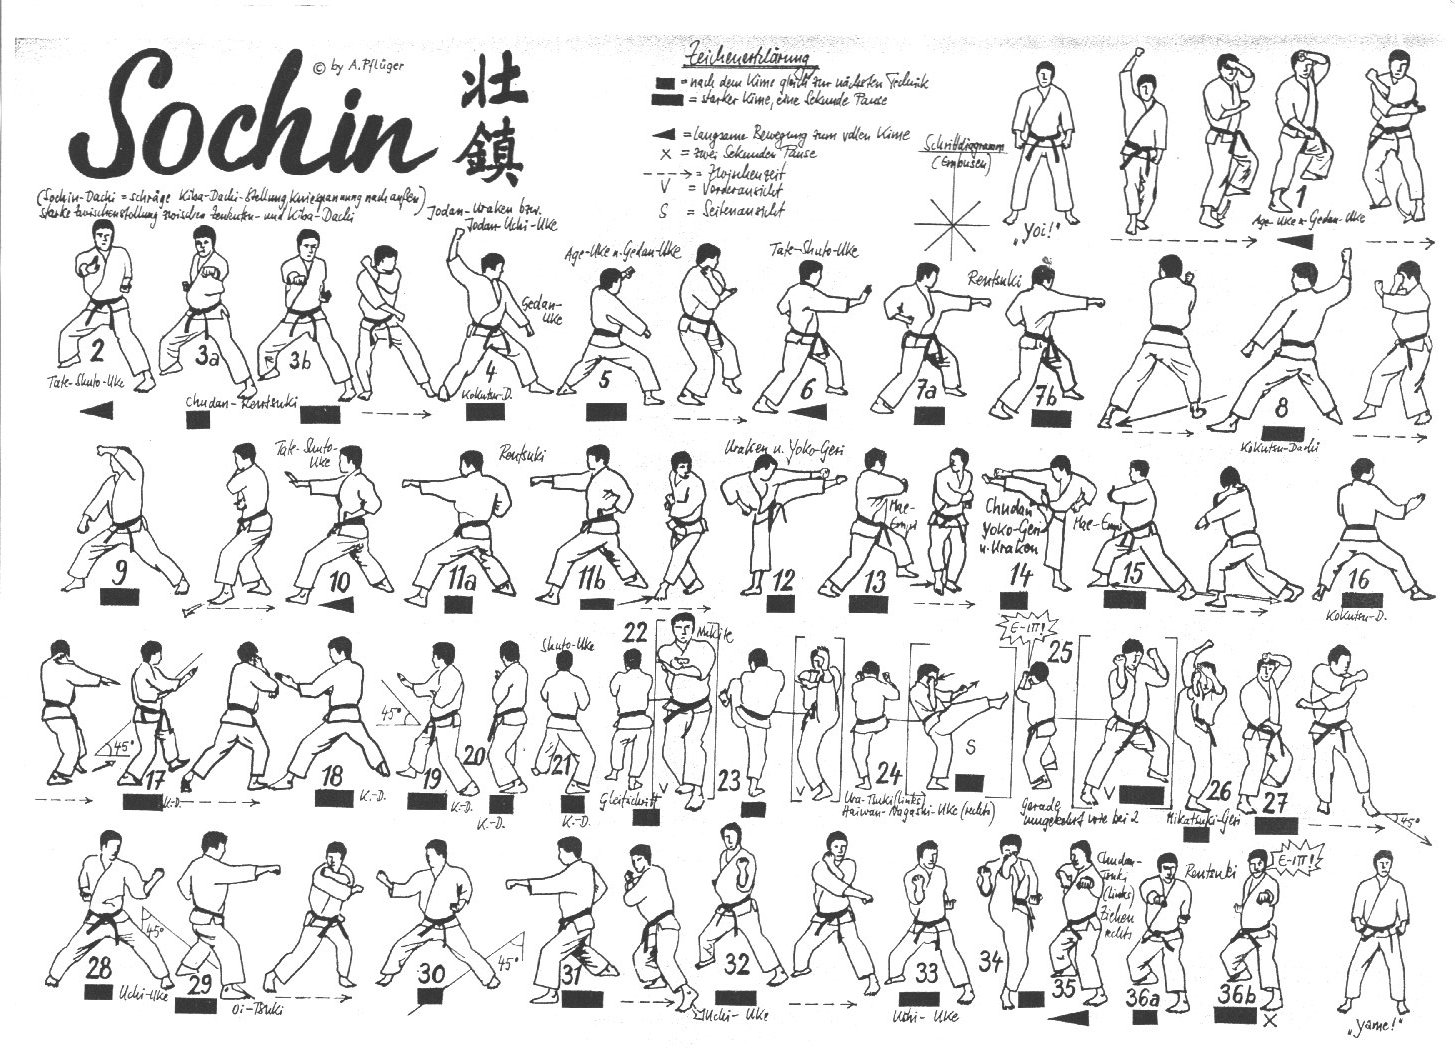 Sochin
© by A.Pflüger
壮
鎮
Zeichenerklärung
= nach dem Kime gleich zur nächsten Technik
= starker Kime, eine Sekunde Pause
= langsame Bewegung zum vollen Kime
X = zwei Sekunden Pause
= Zwischenzeit
V = Vorderansicht
S = Seitenansicht
Schrittdiagramm
(Embusen)
"Yoi!"
1
Age-Uke u. Gedan-Uke
(Sochin-Dachi = schräge Kiba-Dachi-Stellung, Kniespannung nach außen)
starke Zwischenstellung zwischen Zenkutsu- und Kiba-Dachi
Jodan-Uraken bzw.
Jodan-Uchi-Uke
Gedan-
Uke
Age-Uke u. Gedan-Uke
Tate-Shuto-Uke
Rentsuki
2
3a
3b
4
5
6
7a
7b
8
Tate-Shuto-Uke
Chudan-Rentsuki
Kokutsu-D.
Kokutsu-Dachi
Tate-Shuto-
Uke
Rentsuki
Uraken u. Yoko-Geri
Mae-
Empi
Chudan
Yoko-Geri
u. Uraken
Mae-Empi
9
10
11a
11b
12
13
14
15
16
Kokutsu-D.
Shuto-Uke
22
Mukite
E-ITT!
25
45°
45°
17
K.-D.
18
K.-D.
19
K.-D.
20
K.-D.
21
K.-D.
Gleitschritt
V
23
V
24
S
Ura-Tsuki (links)
Haiwan-Nagashi-Uke (rechts)
Gerade
umgekehrt wie bei 2
V
26
Mikatsuki-Geri
27
45°
45°
28
Uchi-Uke
29
Oi-Tsuki
30
45°
31
32
Uchi-Uke
33
Uchi-Uke
34
35
Chudan-
Tsuki
(links)
Ziehen
rechts
Rentsuki
E-ITT!
36a
36b
X
"Yame!"